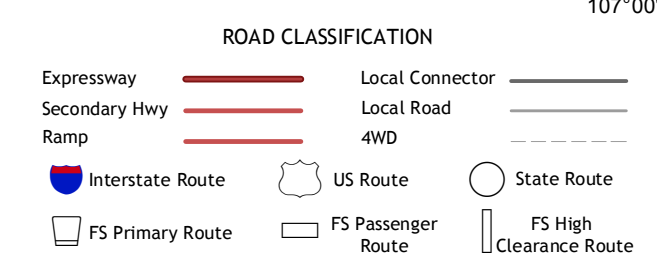 107°00'
ROAD CLASSIFICATION
Expressway
Local Connector
Secondary Hwy
Local Road
Ramp
4WD
Interstate Route
US Route
State Route
FS Primary Route
FS Passenger
Route
FS High
Clearance Route